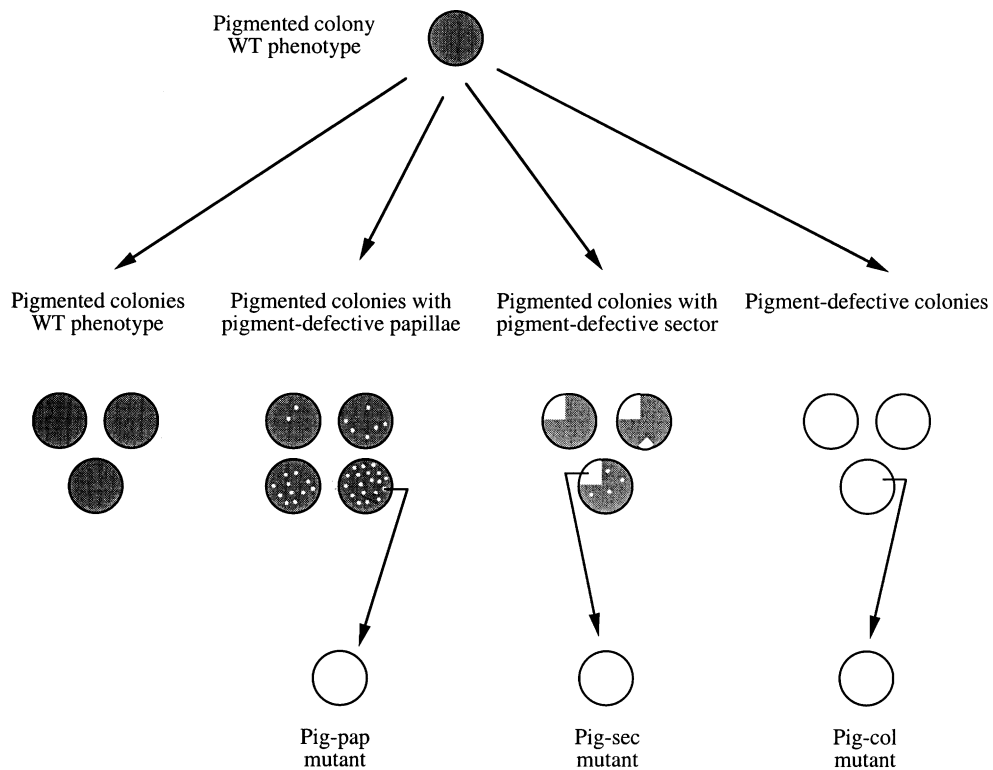 Pigmented colony
WT phenotype
Pigmented colonies
WT phenotype
Pigmented colonies with
pigment-defective papillae
Pigmented colonies with
pigment-defective sector
Pigment-defective colonies
Pig-pap
mutant
Pig-sec
mutant
Pig-col
mutant